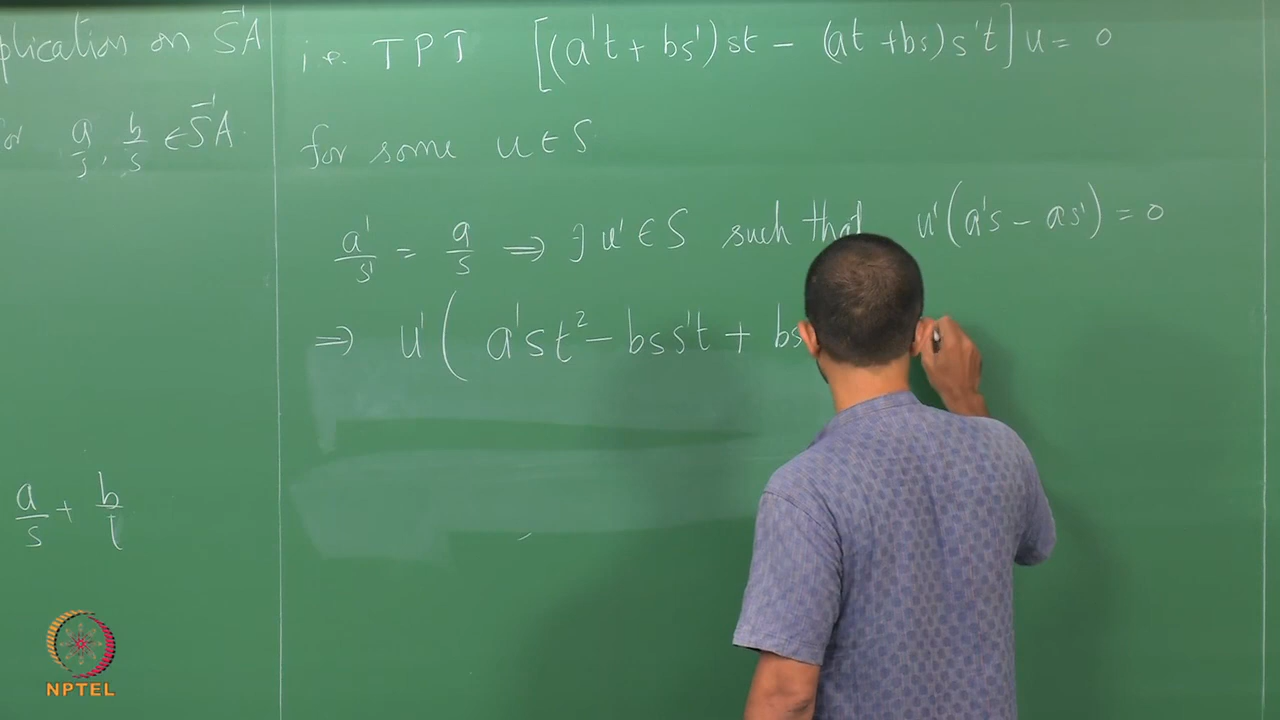 plication on S⁻¹A
or a/s, b/s ∈ S⁻¹A.
a/s + b/t
i.e. TPT [(a't + bs')st - (at + bs)s't]u = 0
for some u ∈ S
a'/s' = a/s ⟹ ∃ u' ∈ S such that u'(a's - as') = 0
⟹ u'( a'st² - bss't + bs
NPTEL